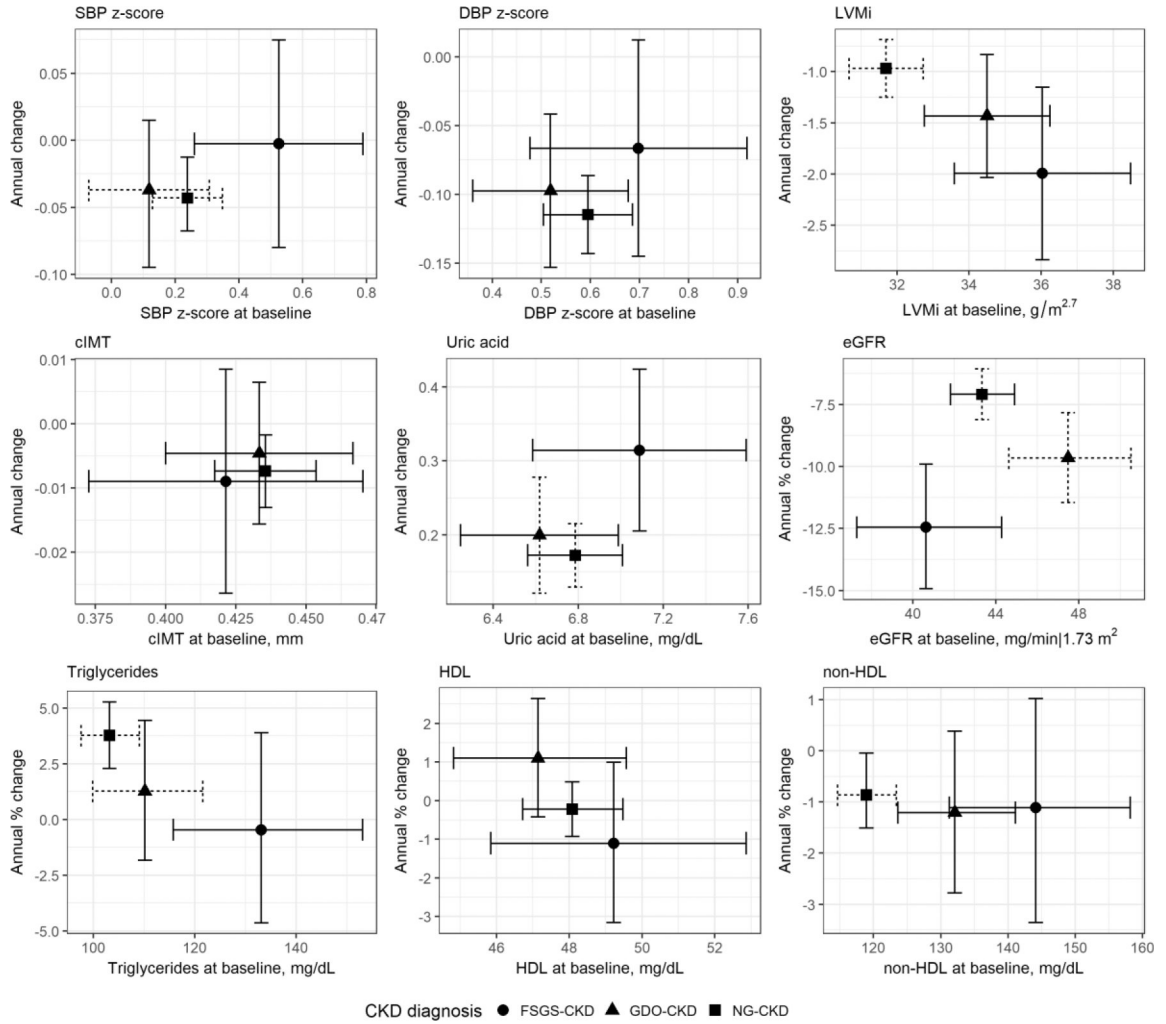 SBP z-score
Annual change
0.05
0.00
-0.05
-0.10
0.0 0.2 0.4 0.6 0.8
SBP z-score at baseline
DBP z-score
Annual change
0.00
-0.05
-0.10
-0.15
0.4 0.5 0.6 0.7 0.8 0.9
DBP z-score at baseline
LVMi
Annual change
-1.0
-1.5
-2.0
-2.5
32 34 36 38
LVMi at baseline, g/m^2.7
cIMT
Annual change
0.01
0.00
-0.01
-0.02
0.375 0.400 0.425 0.450 0.47
cIMT at baseline, mm
Uric acid
Annual change
0.4
0.3
0.2
6.4 6.8 7.2 7.6
Uric acid at baseline, mg/dL
eGFR
Annual % change
-7.5
-10.0
-12.5
-15.0
40 44 48
eGFR at baseline, mg/min|1.73 m²
Triglycerides
Annual % change
5.0
2.5
0.0
-2.5
-5.0
100 120 140
Triglycerides at baseline, mg/dL
HDL
Annual % change
2
1
0
-1
-2
-3
46 48 50 52
HDL at baseline, mg/dL
non-HDL
Annual % change
1
0
-1
-2
-3
120 130 140 150 160
non-HDL at baseline, mg/dL
CKD diagnosis FSGS-CKD GDO-CKD NG-CKD